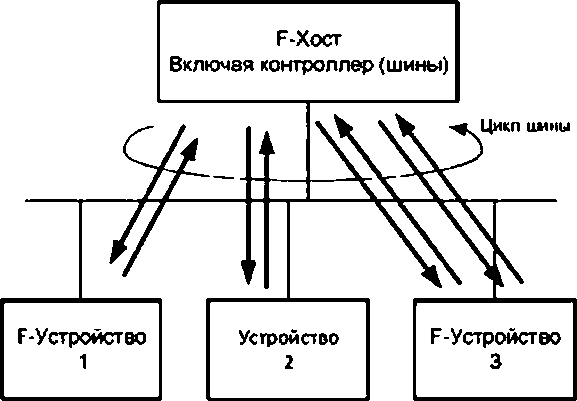 F-Хост
Включая контроллер (шины)
Цикл шины
F-Устройство
1
Устройство
2
F-Устройство
3